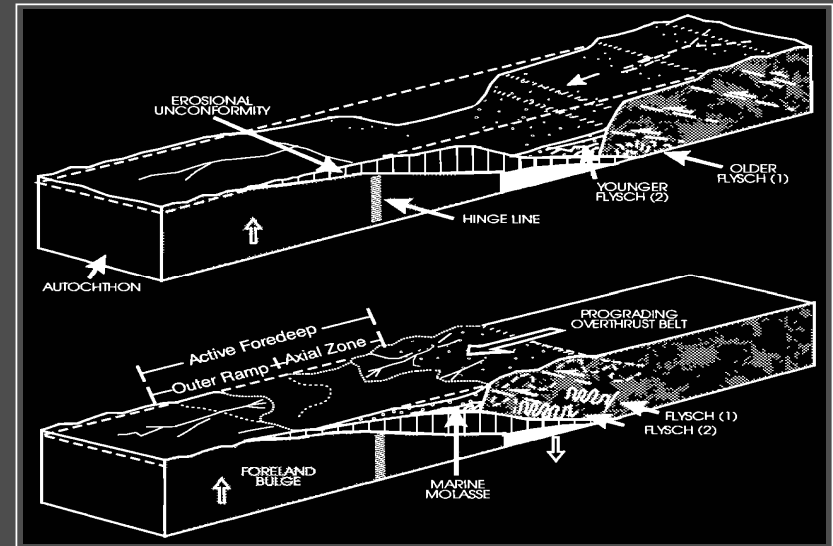 EROSIONAL
UNCONFORMITY
OLDER
FLYSCH (1)
YOUNGER
FLYSCH (2)
HINGE LINE
AUTOCHTHON
PROGRADING
OVERTHRUST BELT
Active Foredeep
Outer Ramp
Axial Zone
FLYSCH (1)
FLYSCH (2)
FORELAND
BULGE
MARINE
MOLASSE